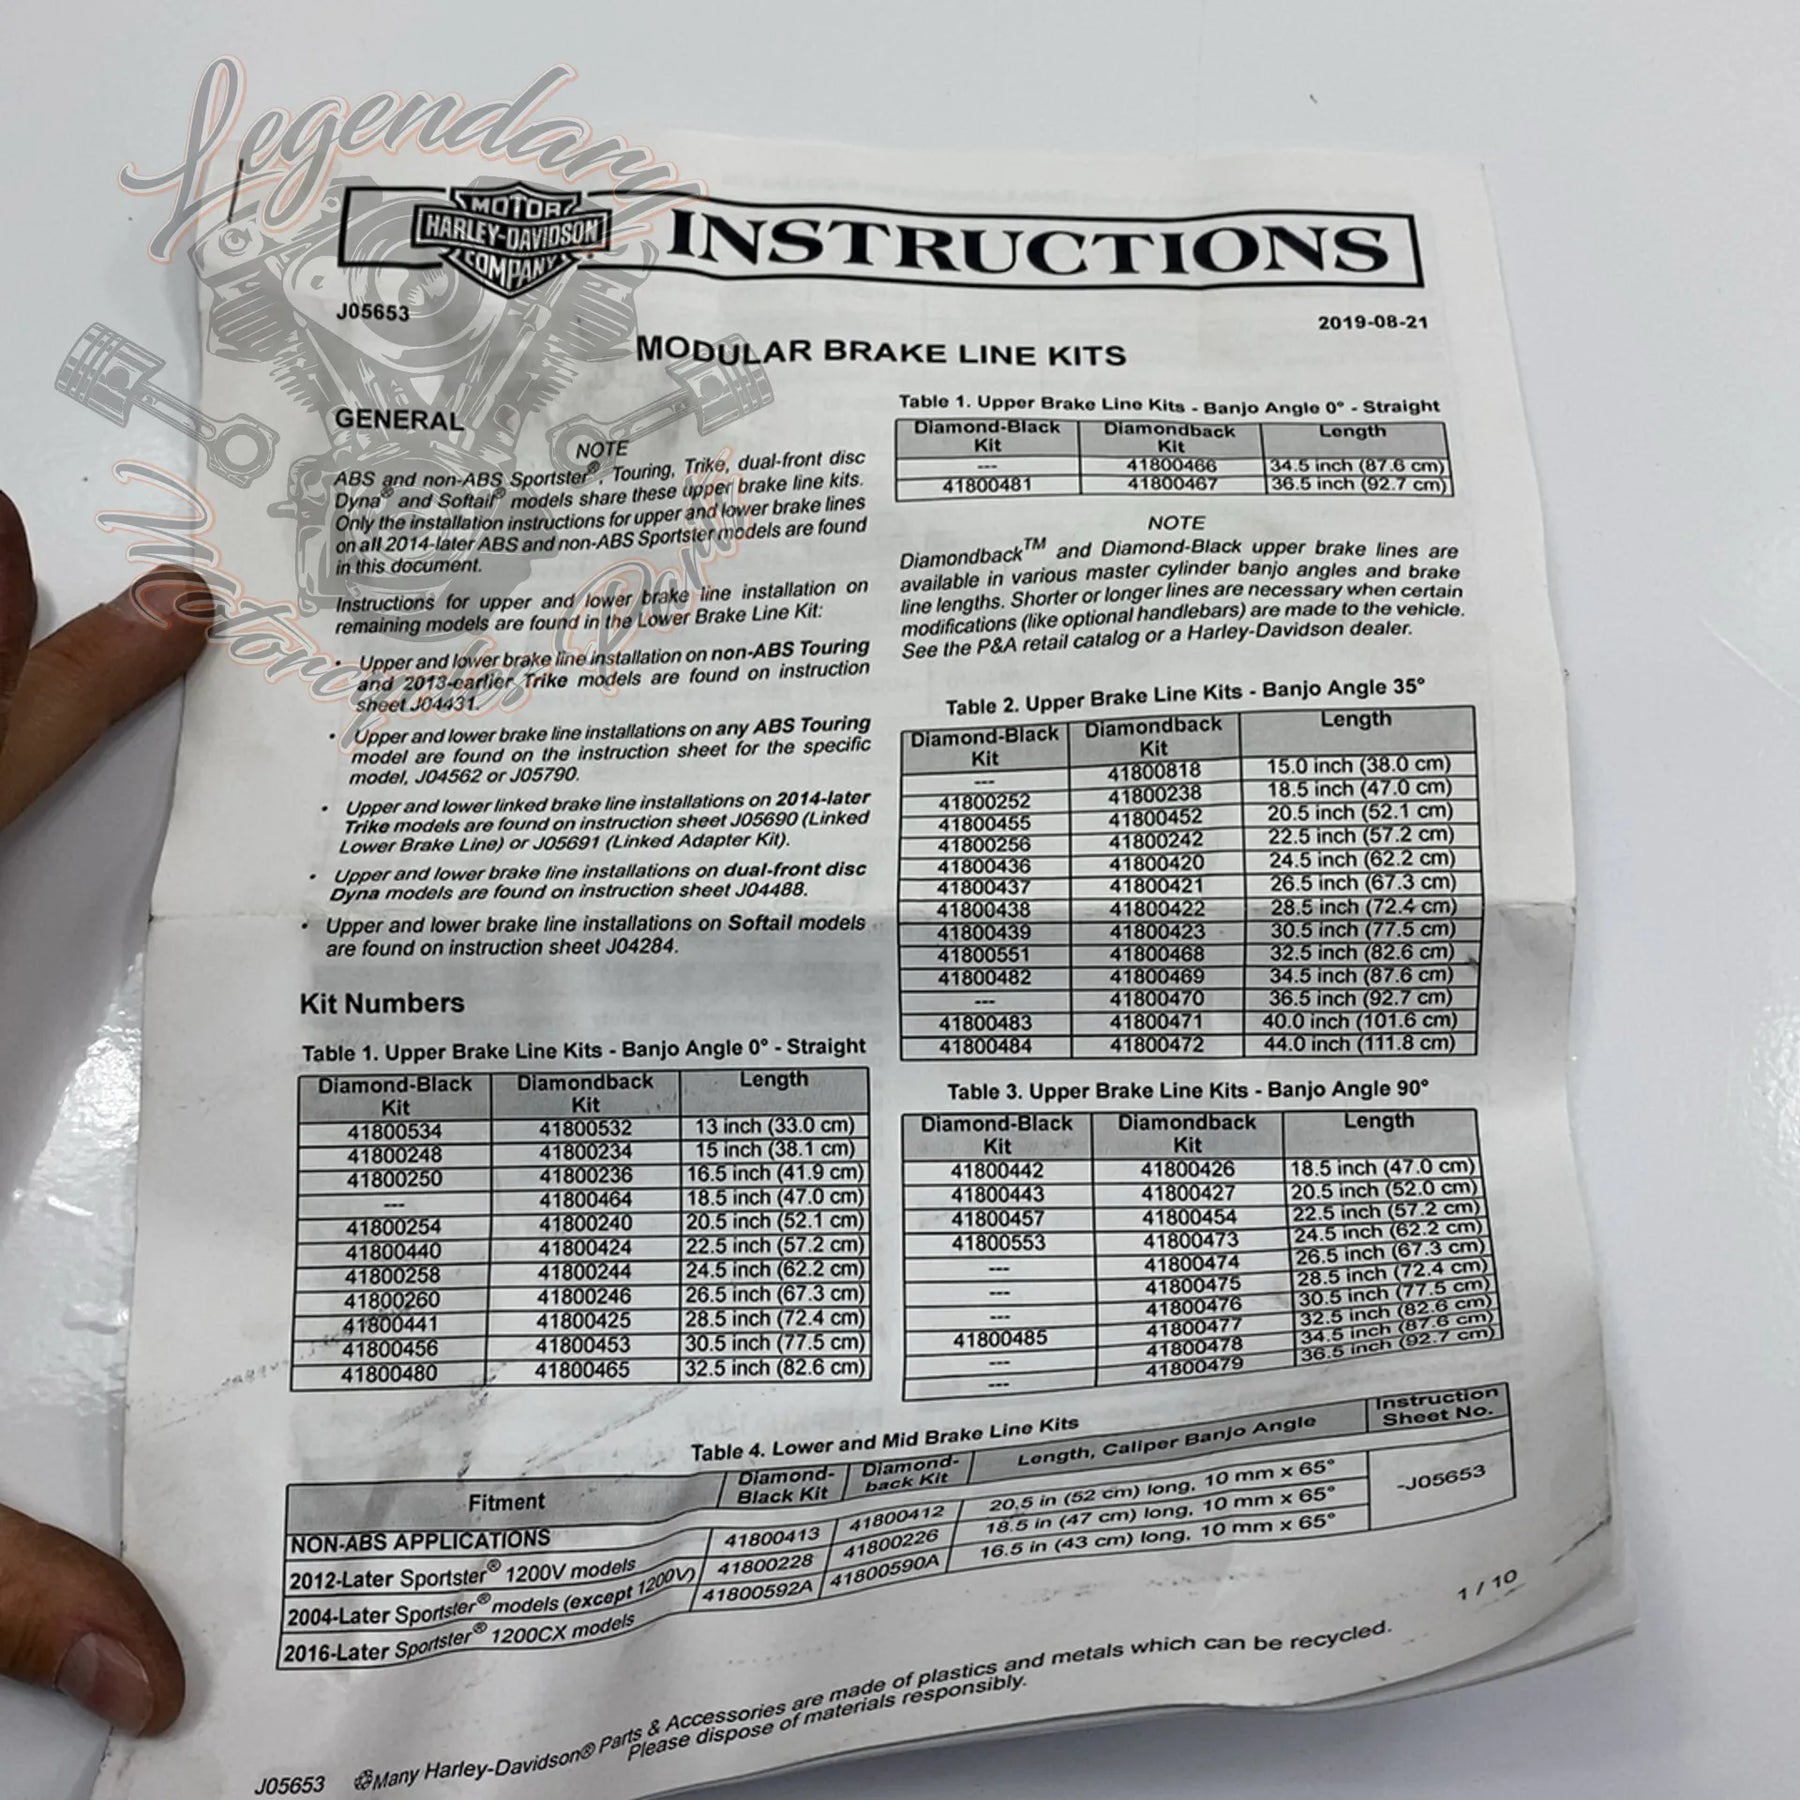 Legendary
Motorcycles Parts
MOTOR
HARLEY-DAVIDSON
COMPANY
INSTRUCTIONS
J05653
2019-08-21
MODULAR BRAKE LINE KITS
GENERAL
NOTE
ABS and non-ABS Sportster®, Touring, Trike, dual-front disc
Dyna® and Softail® models share these upper brake line kits.
Only the installation instructions for upper and lower brake lines
on all 2014-later ABS and non-ABS Sportster models are found
in this document.
Instructions for upper and lower brake line installation on
remaining models are found in the Lower Brake Line Kit:
• Upper and lower brake line installation on non-ABS Touring
and 2013-earlier Trike models are found on instruction
sheet J04431.
• Upper and lower brake line installations on any ABS Touring
model are found on the instruction sheet for the specific
model, J04562 or J05790.
• Upper and lower linked brake line installations on 2014-later
Trike models are found on instruction sheet J05690 (Linked
Lower Brake Line) or J05691 (Linked Adapter Kit).
• Upper and lower brake line installations on dual-front disc
Dyna models are found on instruction sheet J04488.
• Upper and lower brake line installations on Softail models
are found on instruction sheet J04284.
Kit Numbers
Table 1. Upper Brake Line Kits - Banjo Angle 0° - Straight
Diamond-Black Kit Diamondback Kit Length
41800534 41800532 13 inch (33.0 cm)
41800248 41800234 15 inch (38.1 cm)
41800250 41800236 16.5 inch (41.9 cm)
--- 41800464 18.5 inch (47.0 cm)
41800254 41800240 20.5 inch (52.1 cm)
41800440 41800424 22.5 inch (57.2 cm)
41800258 41800244 24.5 inch (62.2 cm)
41800260 41800246 26.5 inch (67.3 cm)
41800441 41800425 28.5 inch (72.4 cm)
41800456 41800453 30.5 inch (77.5 cm)
41800480 41800465 32.5 inch (82.6 cm)
Table 1. Upper Brake Line Kits - Banjo Angle 0° - Straight
Diamond-Black Kit Diamondback Kit Length
--- 41800466 34.5 inch (87.6 cm)
41800481 41800467 36.5 inch (92.7 cm)
NOTE
Diamondback™ and Diamond-Black upper brake lines are
available in various master cylinder banjo angles and brake
line lengths. Shorter or longer lines are necessary when certain
modifications (like optional handlebars) are made to the vehicle.
See the P&A retail catalog or a Harley-Davidson dealer.
Table 2. Upper Brake Line Kits - Banjo Angle 35°
Diamond-Black Kit Diamondback Kit Length
--- 41800818 15.0 inch (38.0 cm)
41800252 41800238 18.5 inch (47.0 cm)
41800455 41800452 20.5 inch (52.1 cm)
41800256 41800242 22.5 inch (57.2 cm)
41800436 41800420 24.5 inch (62.2 cm)
41800437 41800421 26.5 inch (67.3 cm)
41800438 41800422 28.5 inch (72.4 cm)
41800439 41800423 30.5 inch (77.5 cm)
41800551 41800468 32.5 inch (82.6 cm)
41800482 41800469 34.5 inch (87.6 cm)
--- 41800470 36.5 inch (92.7 cm)
41800483 41800471 40.0 inch (101.6 cm)
41800484 41800472 44.0 inch (111.8 cm)
Table 3. Upper Brake Line Kits - Banjo Angle 90°
Diamond-Black Kit Diamondback Kit Length
41800442 41800426 18.5 inch (47.0 cm)
41800443 41800427 20.5 inch (52.0 cm)
41800457 41800454 22.5 inch (57.2 cm)
41800553 41800473 24.5 inch (62.2 cm)
--- 41800474 26.5 inch (67.3 cm)
--- 41800475 28.5 inch (72.4 cm)
--- 41800476 30.5 inch (77.5 cm)
41800485 41800477 32.5 inch (82.6 cm)
--- 41800478 34.5 inch (87.6 cm)
--- 41800479 36.5 inch (92.7 cm)
Table 4. Lower and Mid Brake Line Kits
Fitment Diamond-Black Kit Diamond-back Kit Length, Caliper Banjo Angle Instruction Sheet No.
NON-ABS APPLICATIONS
2012-Later Sportster® 1200V models 41800413 41800412 20.5 in (52 cm) long, 10 mm x 65° -J05653
2004-Later Sportster® models (except 1200V) 41800228 41800226 18.5 in (47 cm) long, 10 mm x 65°
2016-Later Sportster® 1200CX models 41800592A 41800590A 16.5 in (43 cm) long, 10 mm x 65°
1 / 10
J05653
Many Harley-Davidson® Parts & Accessories are made of plastics and metals which can be recycled.
Please dispose of materials responsibly.